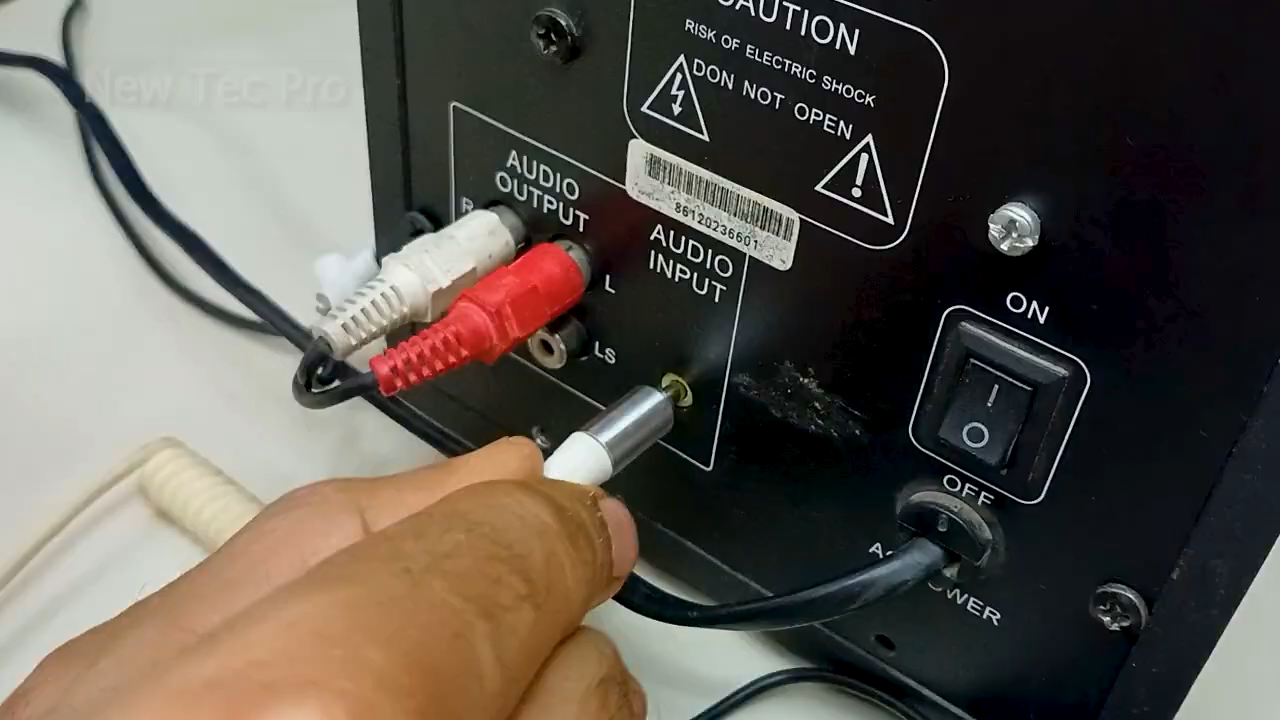 New Tec Pro
CAUTION
RISK OF ELECTRIC SHOCK
DON NOT OPEN
86120236601
AUDIO
OUTPUT
R
L
LS
AUDIO
INPUT
ON
OFF